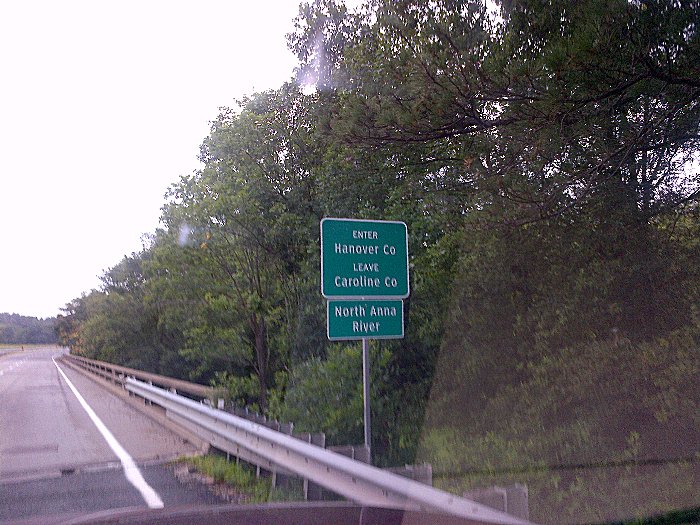 ENTER
Hanover Co
LEAVE
Caroline Co
North Anna
River